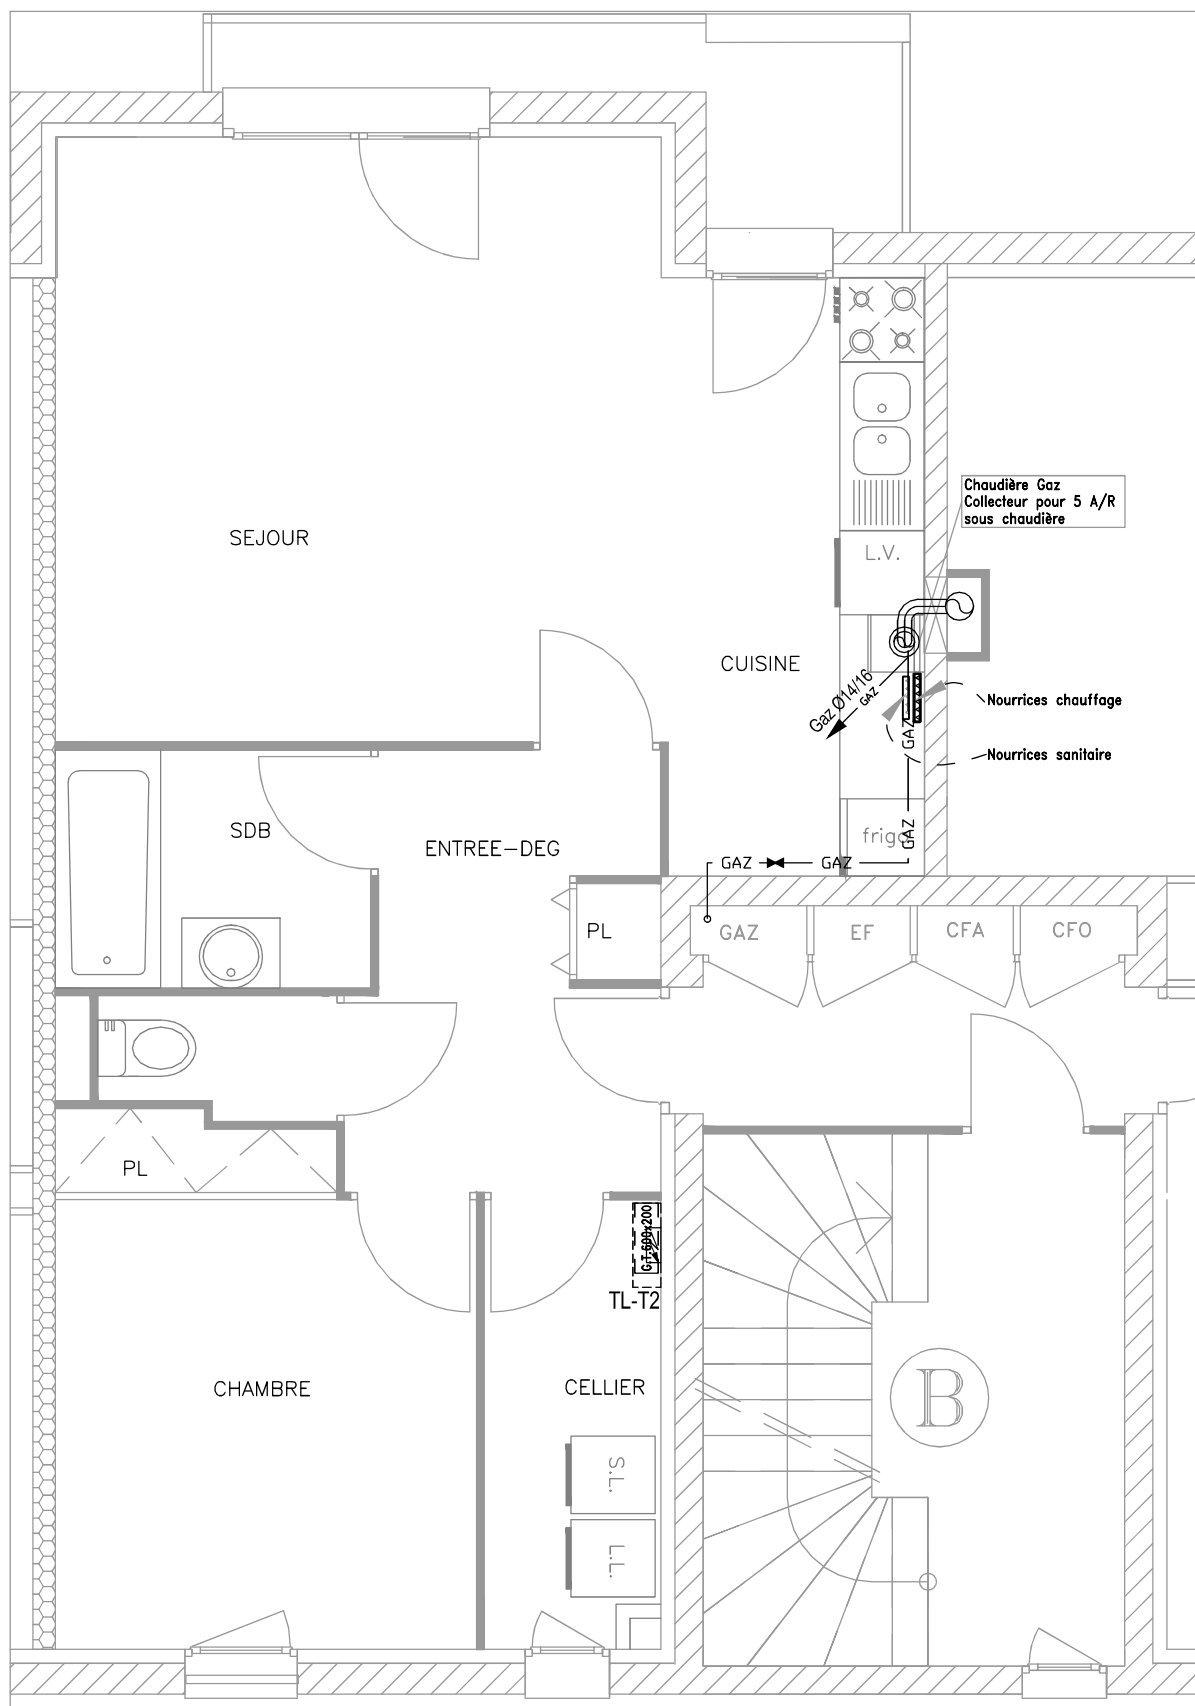 Chaudière Gaz
Collecteur pour 5 A/R
sous chaudière
SEJOUR
L.V.
CUISINE
Gaz Ø14/16
GAZ
Nourrices chauffage
GAZ
Nourrices sanitaire
SDB
ENTREE-DEG
frigo
GAZ
GAZ
GAZ
PL
GAZ
EF
CFA
CFO
PL
G.T.600x200
TL-T2
CHAMBRE
CELLIER
B
S.L.
L.L.